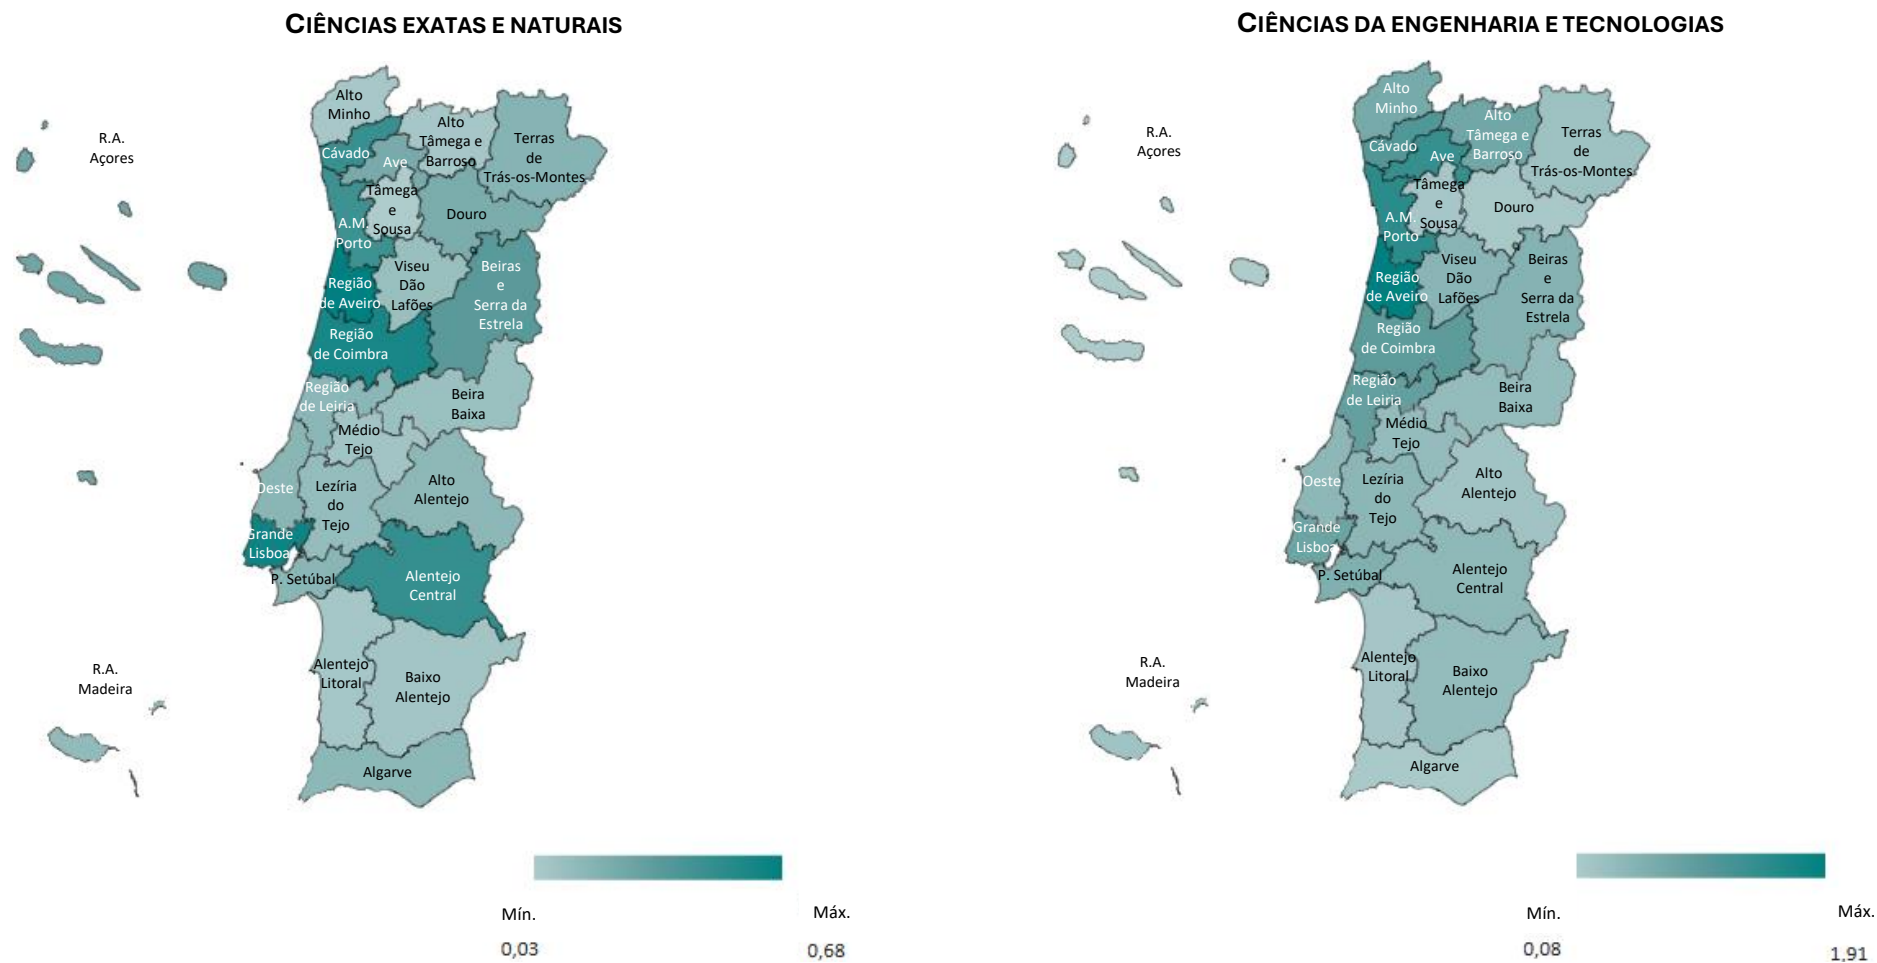 CIÊNCIAS EXATAS E NATURAIS
Alto
Minho
R.A.
Açores
Alto
Tâmega e
Barroso
Terras
de
Trás-os-Montes
Cávado
Ave
Tâmega
e
Sousa
Douro
A.M.
Porto
Viseu
Dão
Lafões
Beiras
e
Serra da
Estrela
Região
de Aveiro
Região
de Coimbra
Região
de Leiria
Beira
Baixa
Médio
Tejo
Oeste
Lezíria
do
Tejo
Alto
Alentejo
Grande
Lisboa
P. Setúbal
Alentejo
Central
R.A.
Madeira
Alentejo
Litoral
Baixo
Alentejo
Algarve
Mín.
Máx.
0,03
0,68
CIÊNCIAS DA ENGENHARIA E TECNOLOGIAS
Alto
Minho
R.A.
Açores
Alto
Tâmega e
Barroso
Terras
de
Trás-os-Montes
Cávado
Ave
Tâmega
e
Sousa
Douro
A.M.
Porto
Viseu
Dão
Lafões
Beiras
e
Serra da
Estrela
Região
de Aveiro
Região
de Coimbra
Região
de Leiria
Beira
Baixa
Médio
Tejo
Oeste
Lezíria
do
Tejo
Alto
Alentejo
Grande
Lisboa
P. Setúbal
Alentejo
Central
R.A.
Madeira
Alentejo
Litoral
Baixo
Alentejo
Algarve
Mín.
Máx.
0,08
1,91